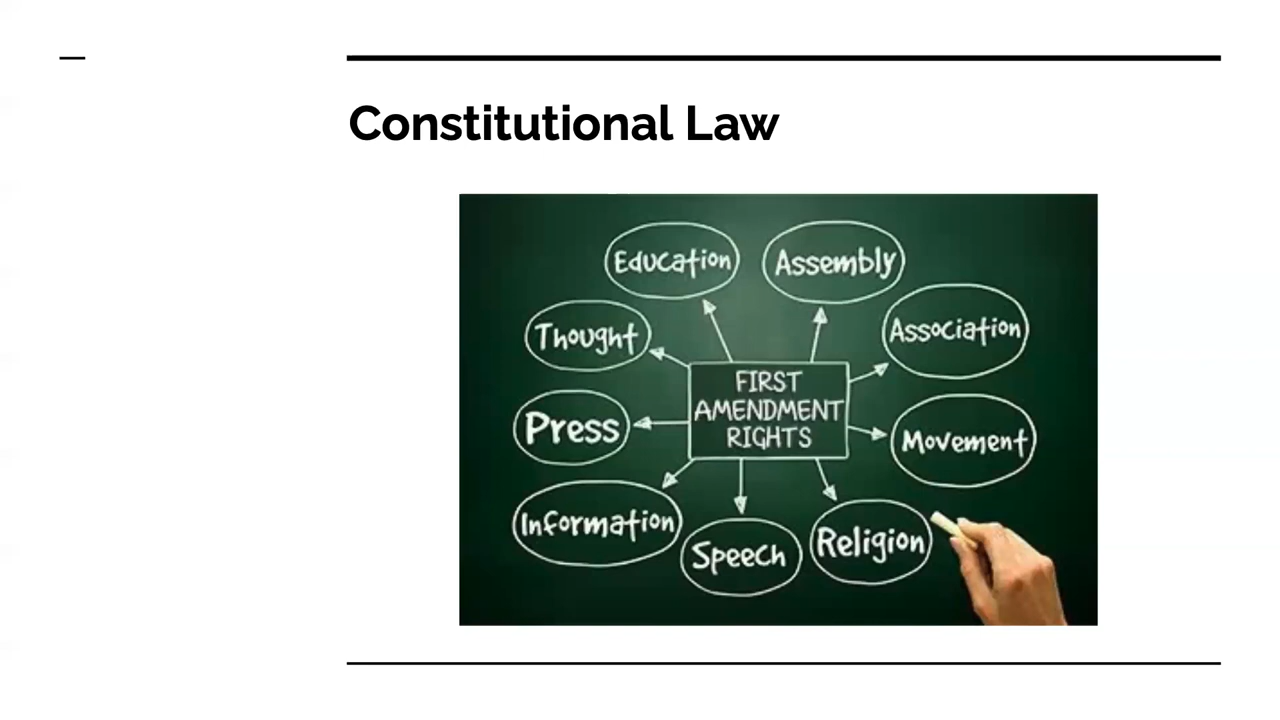 Constitutional Law
Education
Assembly
Thought
Association
FIRST
AMENDMENT
RIGHTS
Press
Movement
Information
Speech
Religion